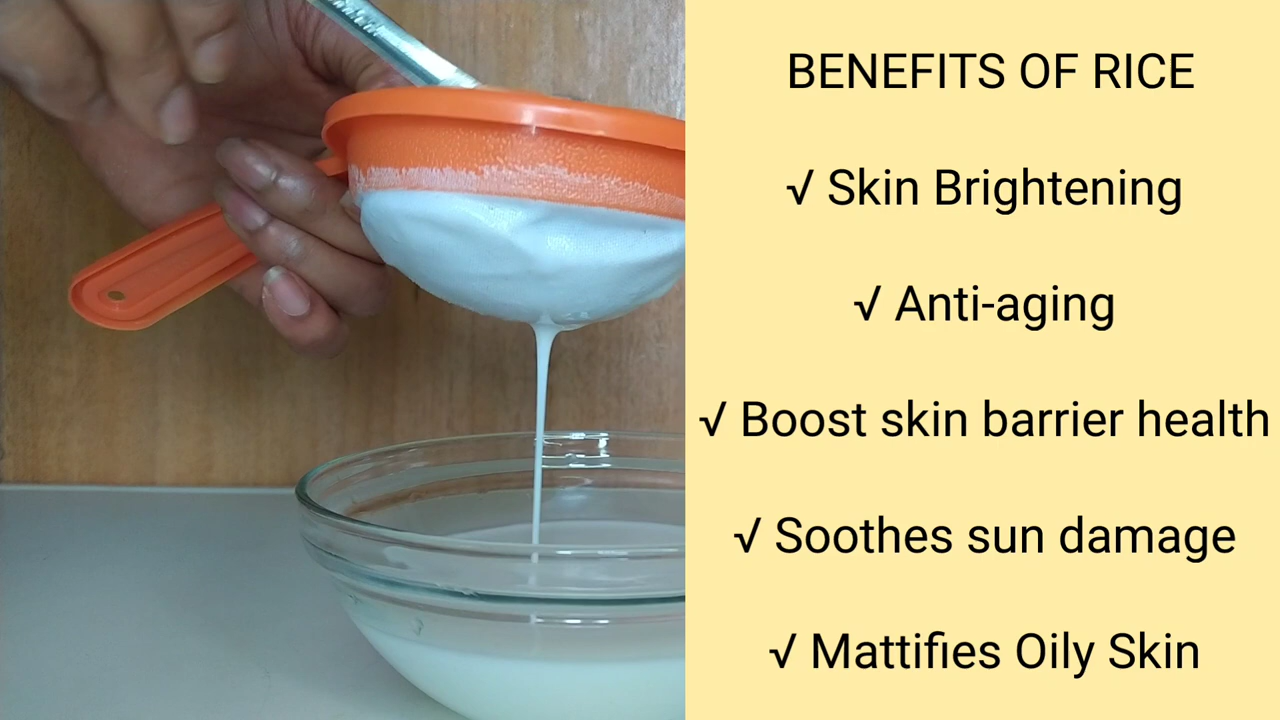 BENEFITS OF RICE
√ Skin Brightening
√ Anti-aging
√ Boost skin barrier health
√ Soothes sun damage
√ Mattifies Oily Skin